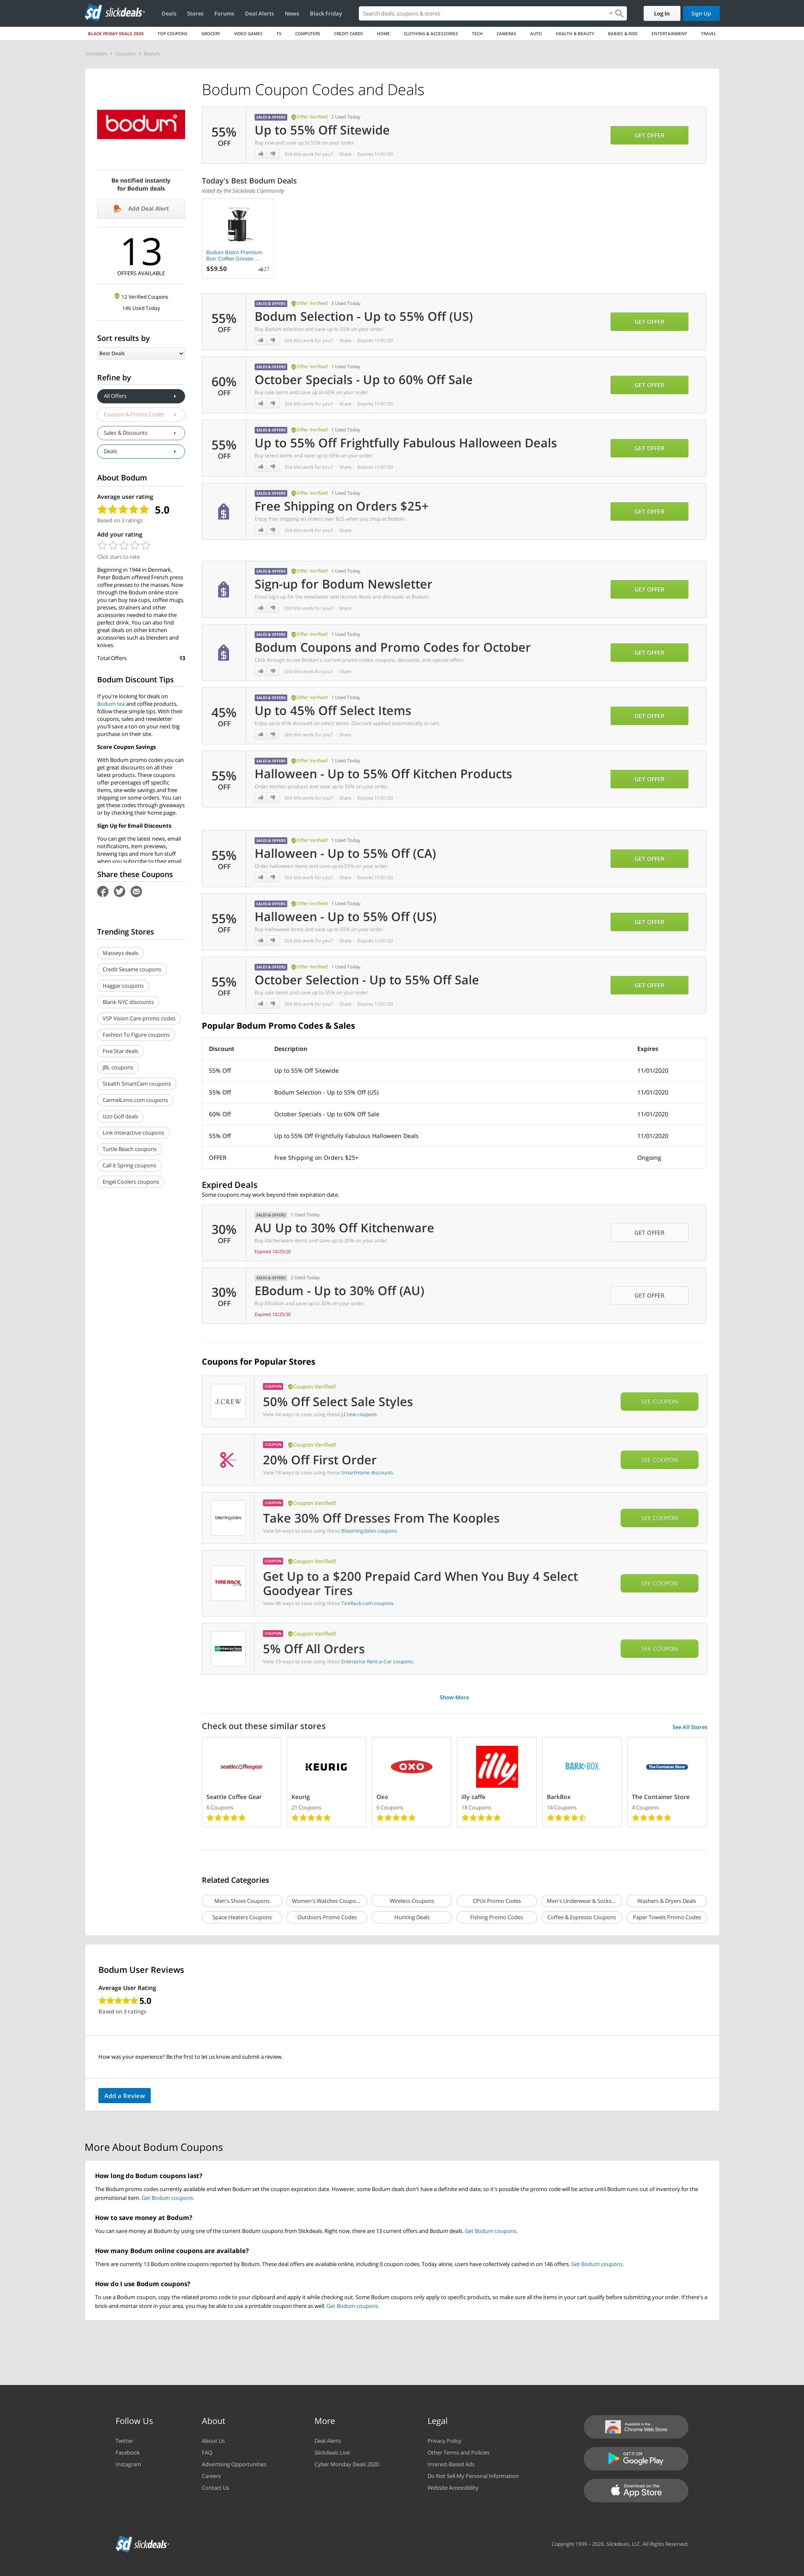 slickdeals
Deals
Stores
Forums
Deal Alerts
News
Black Friday
Search deals, coupons & stores
Log In
Sign Up
BLACK FRIDAY DEALS 2020
TOP COUPONS
GROCERY
VIDEO GAMES
TV
COMPUTERS
CREDIT CARDS
HOME
CLOTHING & ACCESSORIES
TECH
CAMERAS
AUTO
HEALTH & BEAUTY
BABIES & KIDS
ENTERTAINMENT
TRAVEL
Slickdeals > Coupons > Bodum
bodum
Be notified instantly
for Bodum deals
Add Deal Alert
13
OFFERS AVAILABLE
12 Verified Coupons
146 Used Today
Sort results by
Best Deals
Refine by
All Offers
Coupon & Promo Codes
Sales & Discounts
Deals
About Bodum
Average user rating
5.0
Based on 3 ratings
Add your rating
Click stars to rate
Beginning in 1944 in Denmark,
Peter Bodum offered French press
coffee presses to the masses. Now
through the Bodum online store
you can buy tea cups, coffee mugs,
presses, strainers and other
accessories needed to make the
perfect drink. You can also find
great deals on other kitchen
accessories such as blenders and
knives.
Total Offers 13
Bodum Discount Tips
If you're looking for deals on
Bodum tea and coffee products,
follow these simple tips. With their
coupons, sales and newsletter
you'll save a ton on your next big
purchase on their site.
Score Coupon Savings
With Bodum promo codes you can
get great discounts on all their
latest products. These coupons
offer percentages off specific
items, site-wide savings and free
shipping on some orders. You can
get these codes through giveaways
or by checking their home page.
Sign Up for Email Discounts
You can get the latest news, email
notifications, item previews,
brewing tips and more fun stuff
when you subscribe to their email
Share these Coupons
Trending Stores
Masseys deals
Credit Sesame coupons
Haggar coupons
Blank NYC discounts
VSP Vision Care promo codes
Fashion To Figure coupons
Five Star deals
JBL coupons
Stealth SmartCam coupons
CarmelLimo.com coupons
Izzo Golf deals
Link Interactive coupons
Turtle Beach coupons
Call it Spring coupons
Engel Coolers coupons
Bodum Coupon Codes and Deals
55%
OFF
SALES & OFFERS Offer Verified! 2 Used Today
Up to 55% Off Sitewide
Buy now and save up to 55% on your order.
Did this work for you? · Share · Expires 11/01/20
GET OFFER
Today's Best Bodum Deals
Voted by the Slickdeals Community
Bodum Bistro Premium
Burr Coffee Grinder...
$59.50
27
55%
OFF
SALES & OFFERS Offer Verified! 3 Used Today
Bodum Selection - Up to 55% Off (US)
Buy Bodum selection and save up to 55% on your order.
Did this work for you? · Share · Expires 11/01/20
GET OFFER
60%
OFF
SALES & OFFERS Offer Verified! 1 Used Today
October Specials - Up to 60% Off Sale
Buy sale items and save up to 60% on your order.
Did this work for you? · Share · Expires 11/01/20
GET OFFER
55%
OFF
SALES & OFFERS Offer Verified! 1 Used Today
Up to 55% Off Frightfully Fabulous Halloween Deals
Buy select items and save up to 55% on your order.
Did this work for you? · Share · Expires 11/01/20
GET OFFER
SALES & OFFERS Offer Verified! 1 Used Today
Free Shipping on Orders $25+
Enjoy free shipping on orders over $25 when you shop at Bodum.
Did this work for you? · Share
GET OFFER
SALES & OFFERS Offer Verified! 1 Used Today
Sign-up for Bodum Newsletter
Email sign-up for the newsletter and receive deals and discounts at Bodum.
Did this work for you? · Share
GET OFFER
SALES & OFFERS Offer Verified! 1 Used Today
Bodum Coupons and Promo Codes for October
Click through to see Bodum's current promo codes, coupons, discounts, and special offers.
Did this work for you? · Share
GET OFFER
45%
OFF
SALES & OFFERS Offer Verified! 1 Used Today
Up to 45% Off Select Items
Enjoy up to 45% discount on select items. Discount applied automatically in cart.
Did this work for you? · Share
GET OFFER
55%
OFF
SALES & OFFERS Offer Verified! 1 Used Today
Halloween - Up to 55% Off Kitchen Products
Order kitchen products and save up to 55% on your order.
Did this work for you? · Share · Expires 11/01/20
GET OFFER
55%
OFF
SALES & OFFERS Offer Verified! 1 Used Today
Halloween - Up to 55% Off (CA)
Order halloween items and save up to 55% on your order.
Did this work for you? · Share · Expires 11/01/20
GET OFFER
55%
OFF
SALES & OFFERS Offer Verified! 1 Used Today
Halloween - Up to 55% Off (US)
Buy Halloween items and save up to 55% on your order.
Did this work for you? · Share · Expires 11/01/20
GET OFFER
55%
OFF
SALES & OFFERS Offer Verified! 1 Used Today
October Selection - Up to 55% Off Sale
Buy sale items and save up to 55% on your order..
Did this work for you? · Share · Expires 11/01/20
GET OFFER
Popular Bodum Promo Codes & Sales
Discount Description Expires
55% Off Up to 55% Off Sitewide 11/01/2020
55% Off Bodum Selection - Up to 55% Off (US) 11/01/2020
60% Off October Specials - Up to 60% Off Sale 11/01/2020
55% Off Up to 55% Off Frightfully Fabulous Halloween Deals 11/01/2020
OFFER Free Shipping on Orders $25+ Ongoing
Expired Deals
Some coupons may work beyond their expiration date.
30%
OFF
SALES & OFFERS 1 Used Today
AU Up to 30% Off Kitchenware
Buy Kitchenware items and save up to 30% on your order.
Expired 10/25/20
GET OFFER
30%
OFF
SALES & OFFERS 2 Used Today
EBodum - Up to 30% Off (AU)
Buy EBodum and save up to 30% on your order.
Expired 10/25/20
GET OFFER
Coupons for Popular Stores
J.CREW
COUPON Coupon Verified!
50% Off Select Sale Styles
View 64 ways to save using these J.Crew coupons.
SEE COUPON
COUPON Coupon Verified!
20% Off First Order
View 18 ways to save using these SmartHome discounts.
SEE COUPON
bloomingdales
COUPON Coupon Verified!
Take 30% Off Dresses From The Kooples
View 84 ways to save using these Bloomingdales coupons.
SEE COUPON
TIRE RACK
COUPON Coupon Verified!
Get Up to a $200 Prepaid Card When You Buy 4 Select
Goodyear Tires
View 48 ways to save using these TireRack.com coupons.
SEE COUPON
enterprise
COUPON Coupon Verified!
5% Off All Orders
View 19 ways to save using these Enterprise Rent-a-Car coupons.
SEE COUPON
Show More
Check out these similar stores
See All Stores
seattlecoffeegear
Seattle Coffee Gear
6 Coupons
KEURIG
Keurig
21 Coupons
OXO
Oxo
6 Coupons
illy
illy caffe
18 Coupons
BARKBOX
BarkBox
14 Coupons
The Container Store
The Container Store
4 Coupons
Related Categories
Men's Shoes Coupons
Women's Watches Coupo...
Wireless Coupons
CPUs Promo Codes
Men's Underwear & Socks...
Washers & Dryers Deals
Space Heaters Coupons
Outdoors Promo Codes
Hunting Deals
Fishing Promo Codes
Coffee & Espresso Coupons
Paper Towels Promo Codes
Bodum User Reviews
Average User Rating
5.0
Based on 3 ratings
How was your experience? Be the first to let us know and submit a review.
Add a Review
More About Bodum Coupons
How long do Bodum coupons last?
The Bodum promo codes currently available end when Bodum set the coupon expiration date. However, some Bodum deals don't have a definite end date, so it's possible the promo code will be active until Bodum runs out of inventory for the
promotional item. Get Bodum coupons.
How to save money at Bodum?
You can save money at Bodum by using one of the current Bodum coupons from Slickdeals. Right now, there are 13 current offers and Bodum deals. Get Bodum coupons.
How many Bodum online coupons are available?
There are currently 13 Bodum online coupons reported by Bodum. These deal offers are available online, including 0 coupon codes. Today alone, users have collectively cashed in on 146 offers. Get Bodum coupons.
How do I use Bodum coupons?
To use a Bodum coupon, copy the related promo code to your clipboard and apply it while checking out. Some Bodum coupons only apply to specific products, so make sure all the items in your cart qualify before submitting your order. If there's a
brick-and-mortar store in your area, you may be able to use a printable coupon there as well. Get Bodum coupons.
Follow Us
Twitter
Facebook
Instagram
About
About Us
FAQ
Advertising Opportunities
Careers
Contact Us
More
Deal Alerts
Slickdeals Live
Cyber Monday Deals 2020
Legal
Privacy Policy
Other Terms and Policies
Interest-Based Ads
Do Not Sell My Personal Information
Website Accessibility
Available in the
Chrome Web Store
GET IT ON
Google Play
Download on the
App Store
slickdeals
Copyright 1999 – 2020. Slickdeals, LLC. All Rights Reserved.